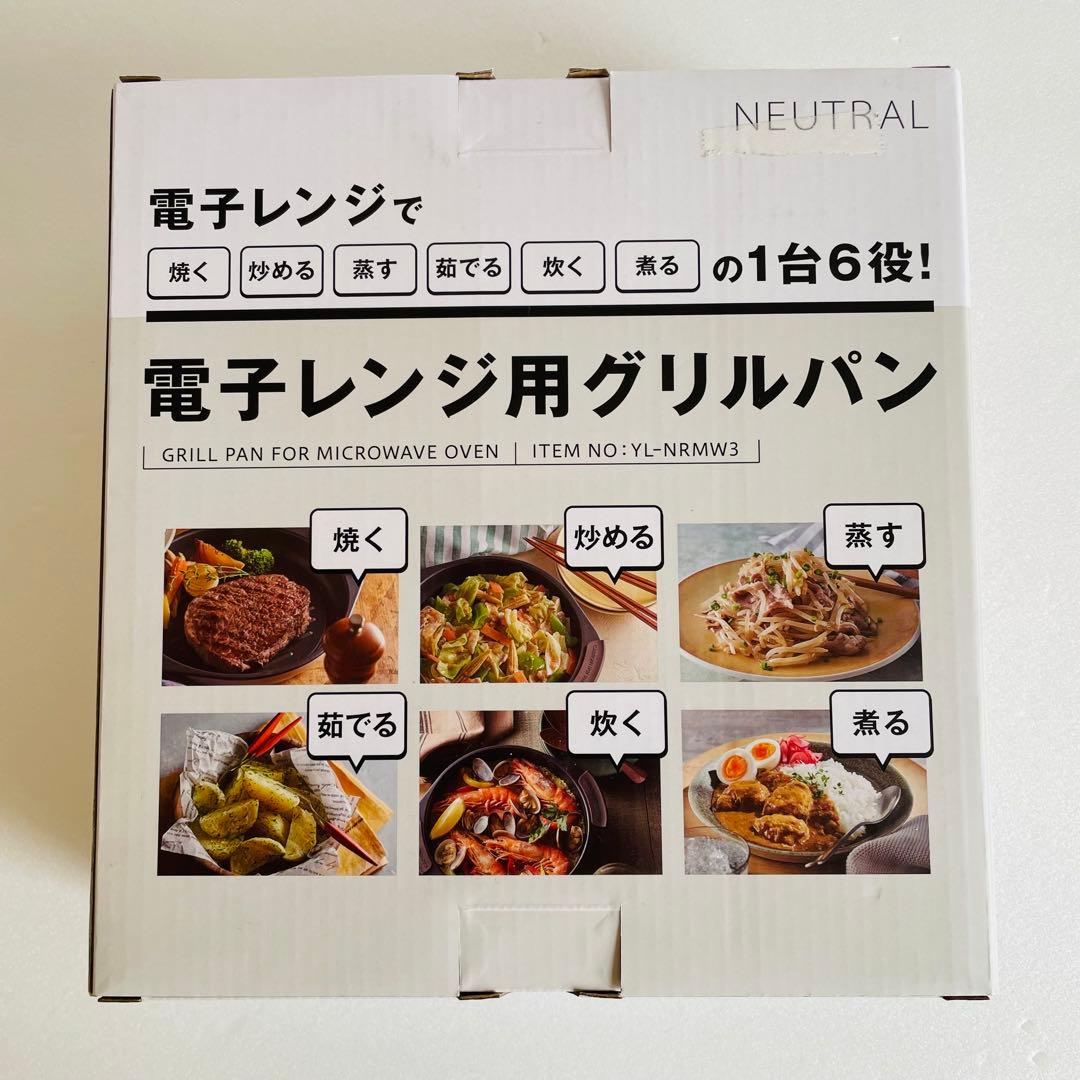 NEUTRAL
電子レンジで
焼く 炒める 蒸す 茹でる 炊く 煮る の1台6役!
電子レンジ用グリルパン
GRILL PAN FOR MICROWAVE OVEN ITEM NO:YL-NRMW3
焼く 炒める 蒸す
茹でる 炊く 煮る